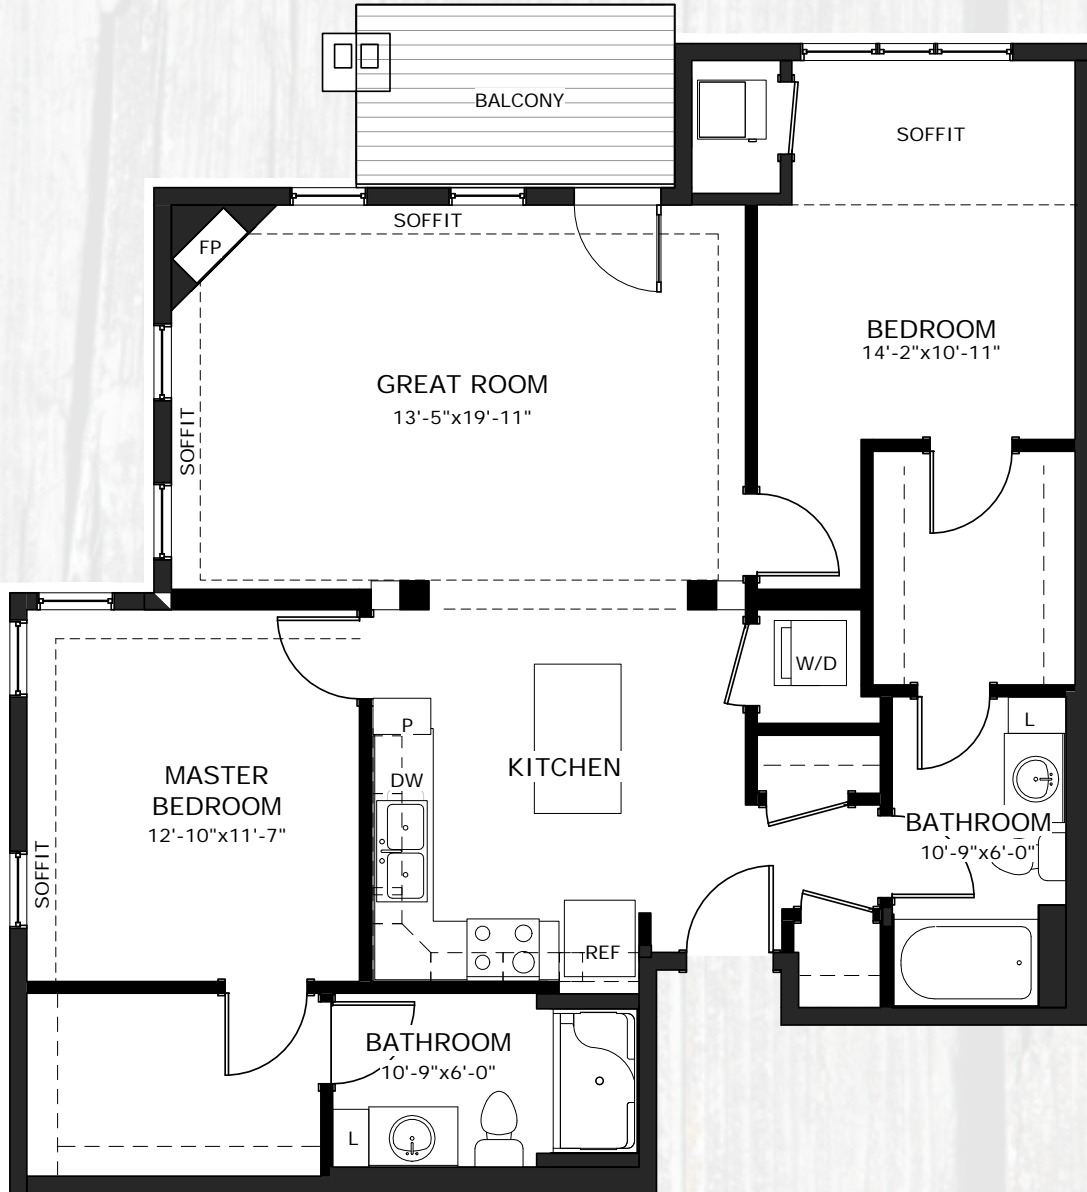 BALCONY
SOFFIT
SOFFIT
FP
BEDROOM
14'-2"x10'-11"
GREAT ROOM
13'-5"x19'-11"
SOFFIT
W/D
L
P
KITCHEN
DW
MASTER
BEDROOM
12'-10"x11'-7"
BATHROOM
10'-9"x6'-0"
SOFFIT
REF
BATHROOM
10'-9"x6'-0"
L